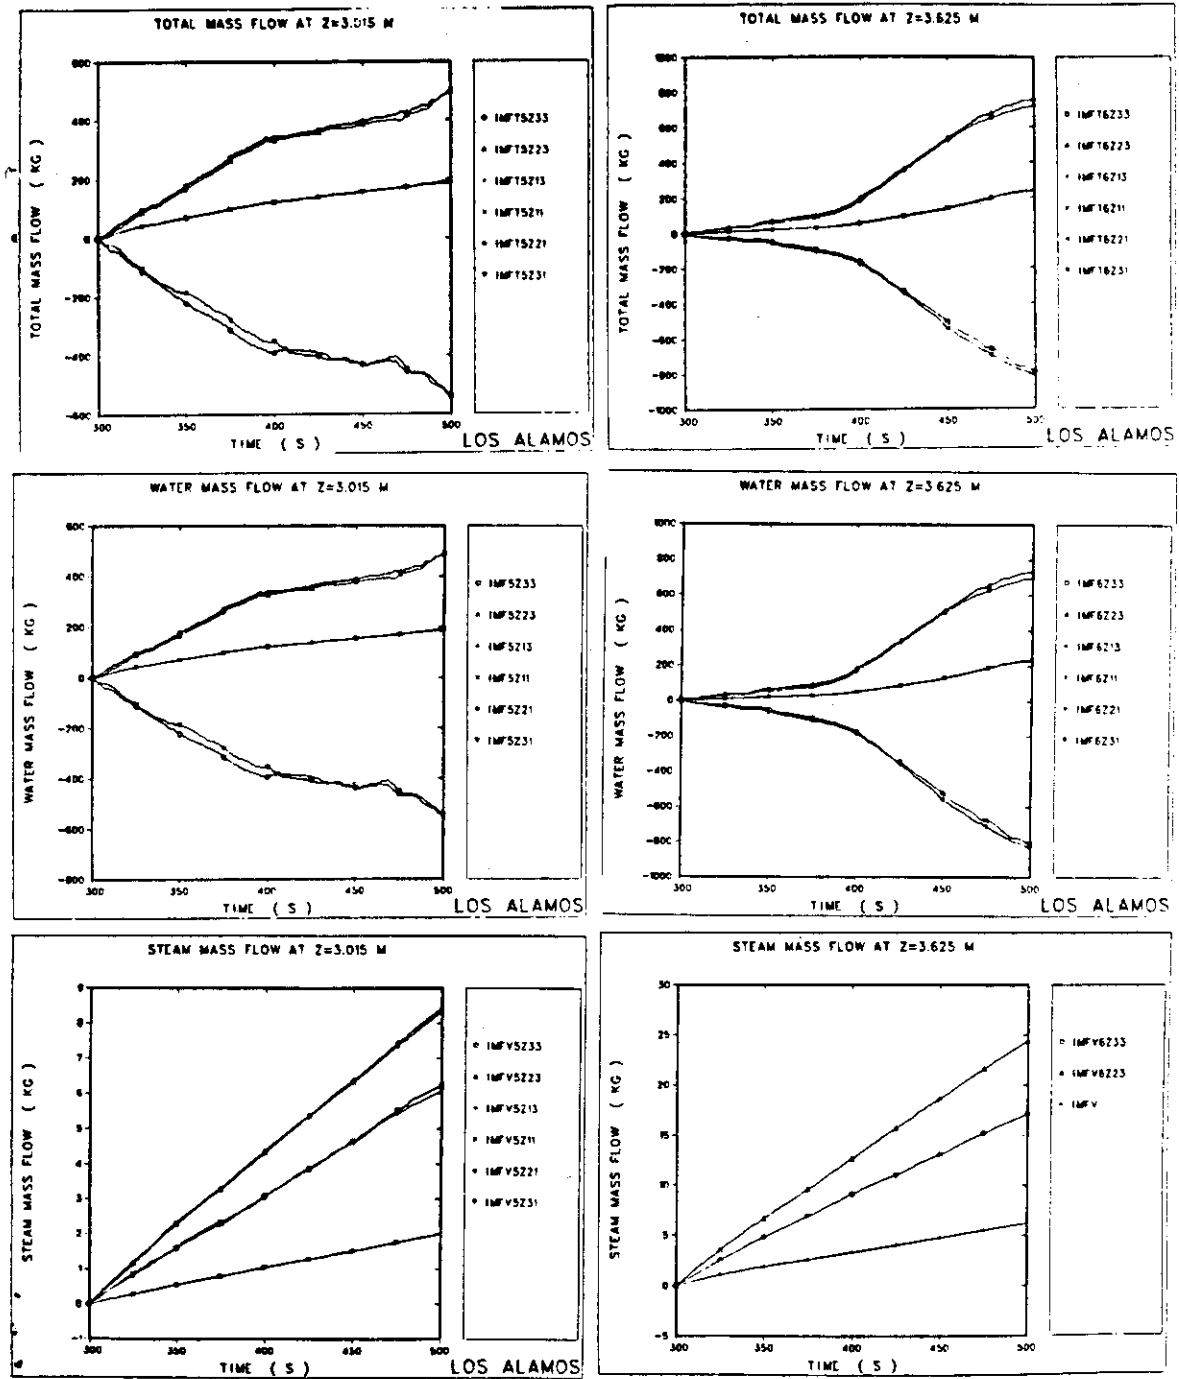 TOTAL MASS FLOW AT Z=3.015 M
TOTAL MASS FLOW ( KG )
600
400
200
0
-200
-400
-600
300 350 400 450 500
TIME ( S )
IMFT5Z33
IMFT5Z23
IMFT5Z13
IMFT5Z11
IMFT5Z21
IMFT5Z31
LOS ALAMOS
TOTAL MASS FLOW AT Z=3.625 M
TOTAL MASS FLOW ( KG )
1000
800
600
400
200
0
-200
-400
-600
-800
-1000
300 350 400 450 500
TIME ( S )
IMFT6Z33
IMFT6Z23
IMFT6Z13
IMFT6Z11
IMFT6Z21
IMFT6Z31
LOS ALAMOS
WATER MASS FLOW AT Z=3.015 M
WATER MASS FLOW ( KG )
600
400
200
0
-200
-400
-600
-800
300 350 400 450 500
TIME ( S )
IMF5Z33
IMF5Z23
IMF5Z13
IMF5Z11
IMF5Z21
IMF5Z31
LOS ALAMOS
WATER MASS FLOW AT Z=3.625 M
WATER MASS FLOW ( KG )
1000
800
600
400
200
0
-200
-400
-600
-800
-1000
300 350 400 450 500
TIME ( S )
IMF6Z33
IMF6Z23
IMF6Z13
IMF6Z11
IMF6Z21
IMF6Z31
LOS ALAMOS
STEAM MASS FLOW AT Z=3.015 M
STEAM MASS FLOW ( KG )
9
8
7
6
5
4
3
2
1
0
-1
300 350 400 450 500
TIME ( S )
IMFV5Z33
IMFV5Z23
IMFV5Z13
IMFV5Z11
IMFV5Z21
IMFV5Z31
LOS ALAMOS
STEAM MASS FLOW AT Z=3.625 M
STEAM MASS FLOW ( KG )
30
25
20
15
10
5
0
-5
300 350 400 450 500
TIME ( S )
IMFV6Z33
IMFV6Z23
IMFV
LOS ALAMOS